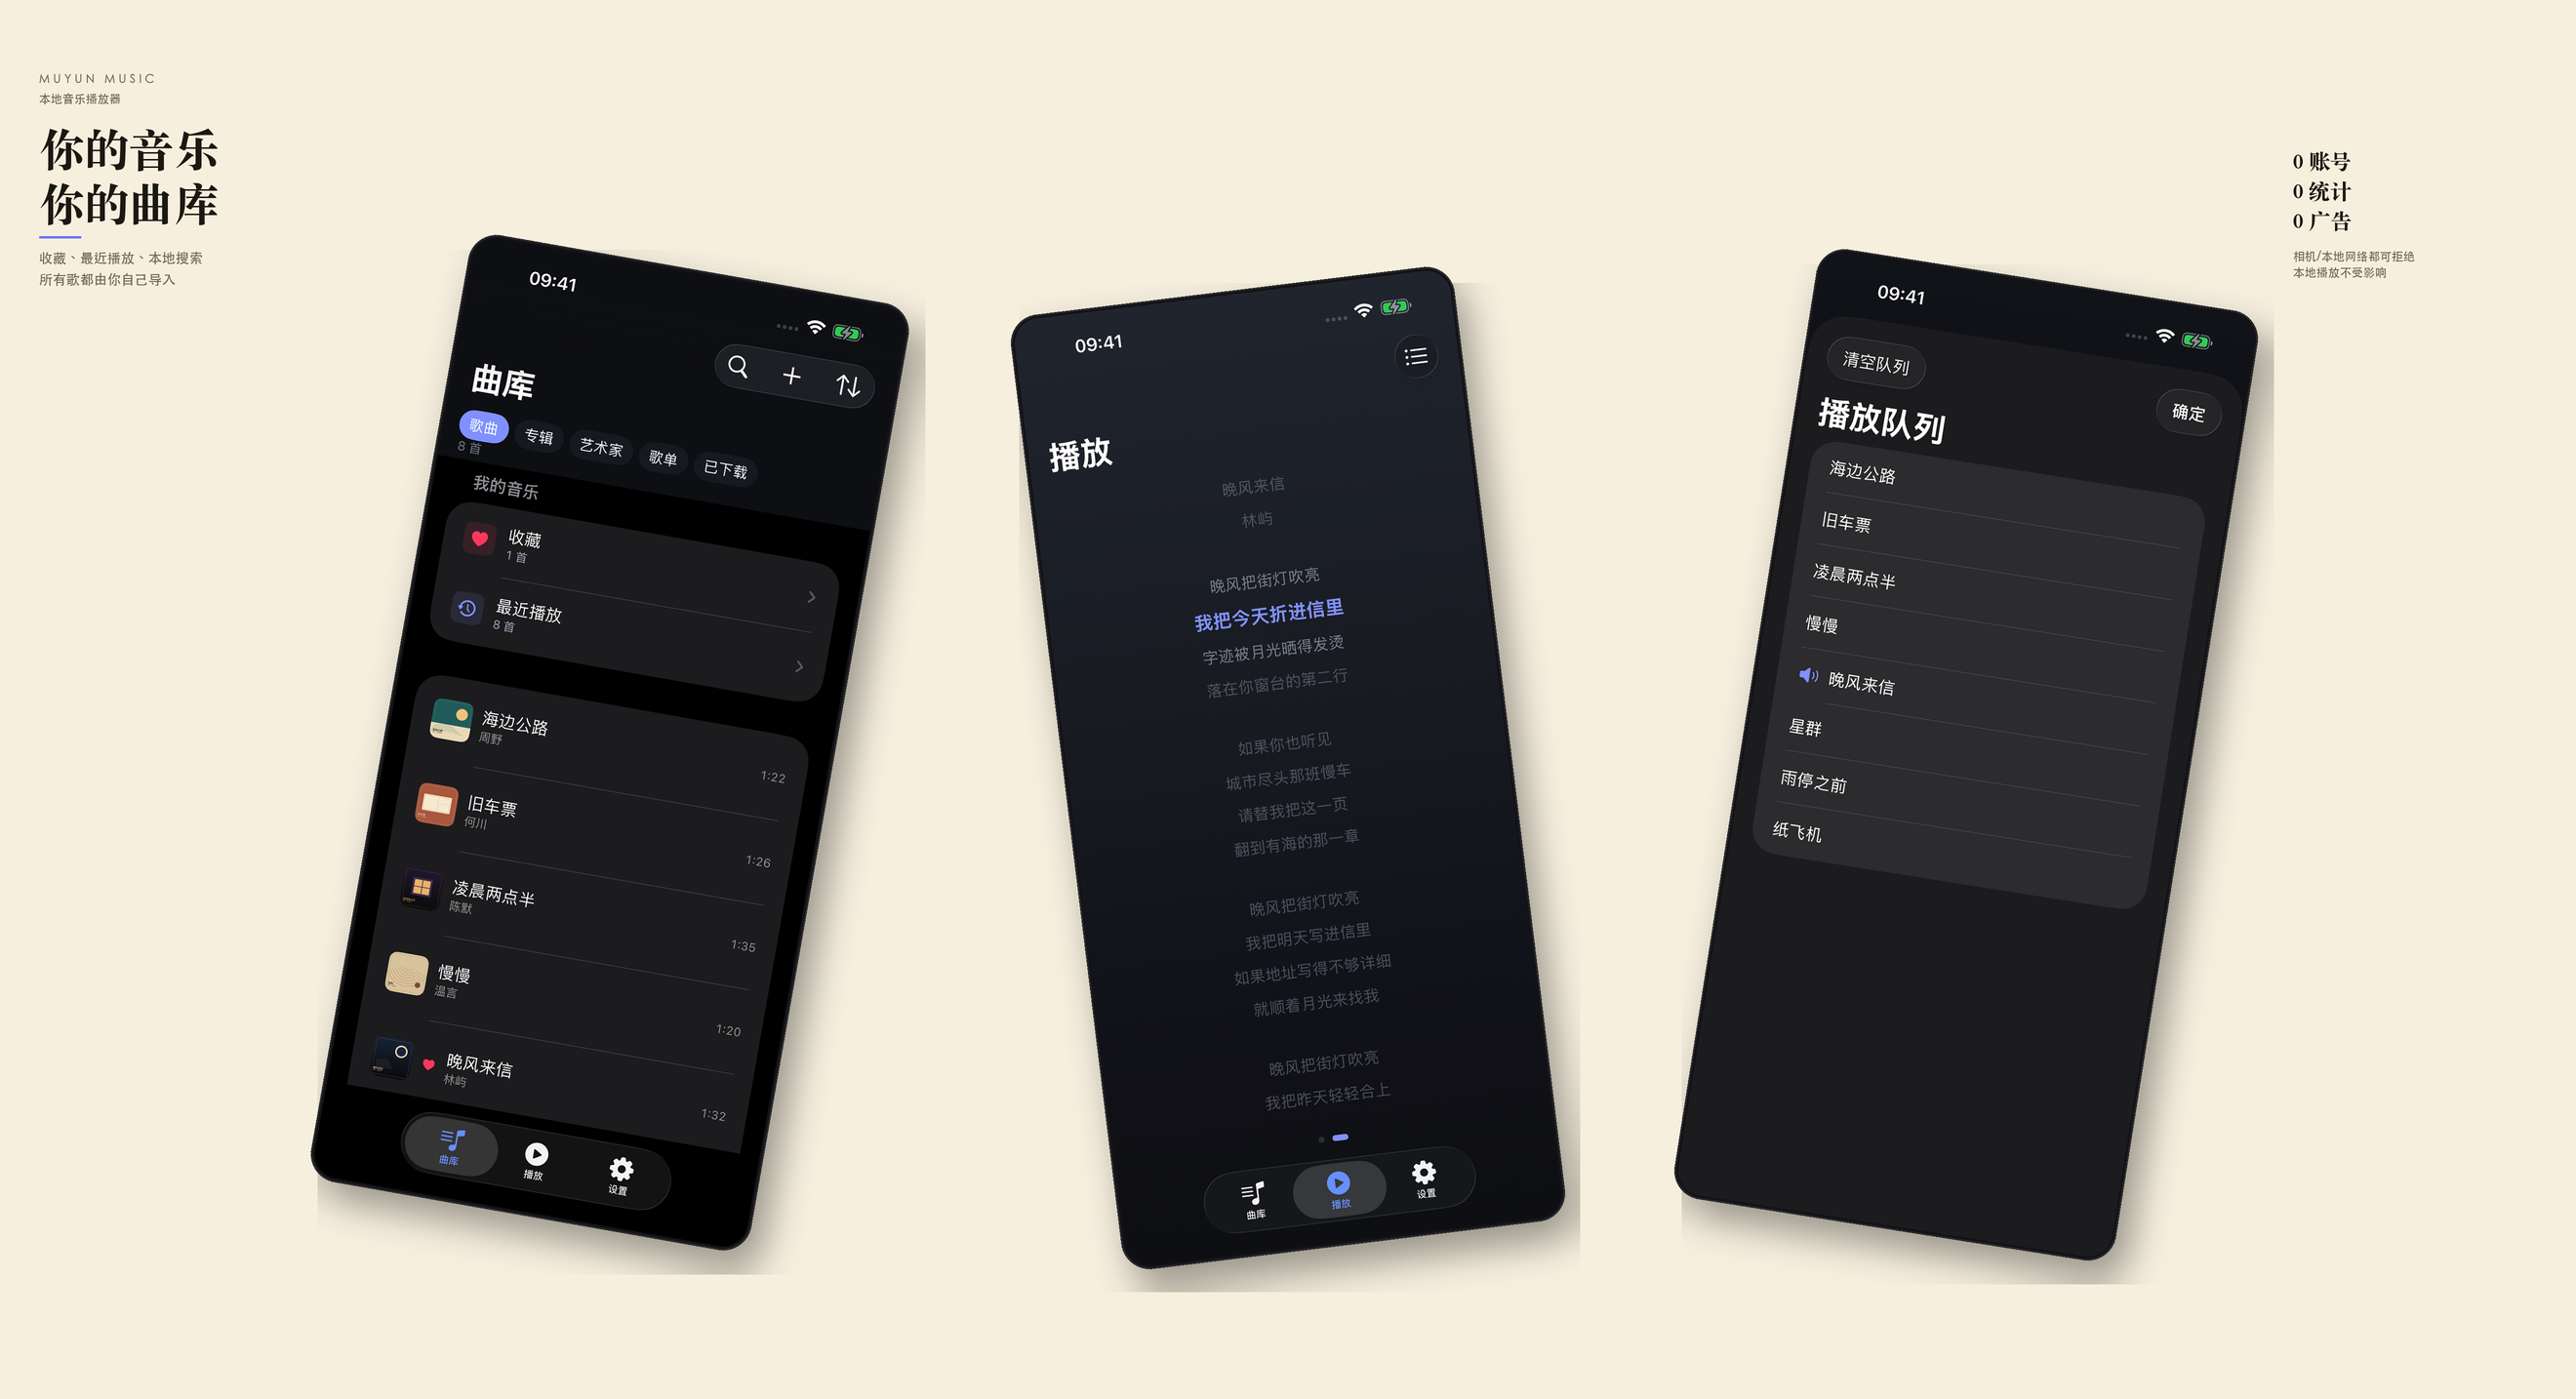 MUYUN MUSIC
本地音乐播放器
你的音乐
你的曲库
收藏、最近播放、本地搜索
所有歌都由你自己导入
09:41
曲库
歌曲
专辑
艺术家
歌单
已下载
8 首
我的音乐
收藏
1 首
最近播放
8 首
海边公路
周野
1:22
旧车票
何川
1:26
凌晨两点半
陈默
1:35
慢慢
温言
1:20
晚风来信
林屿
1:32
曲库
播放
设置
09:41
播放
晚风来信
林屿
晚风把街灯吹亮
我把今天折进信里
字迹被月光晒得发烫
落在你窗台的第二行
如果你也听见
城市尽头那班慢车
请替我把这一页
翻到有海的那一章
晚风把街灯吹亮
我把明天写进信里
如果地址写得不够详细
就顺着月光来找我
晚风把街灯吹亮
我把昨天轻轻合上
曲库
播放
设置
09:41
清空队列
确定
播放队列
海边公路
旧车票
凌晨两点半
慢慢
晚风来信
星群
雨停之前
纸飞机
0 账号
0 统计
0 广告
相机/本地网络都可拒绝
本地播放不受影响